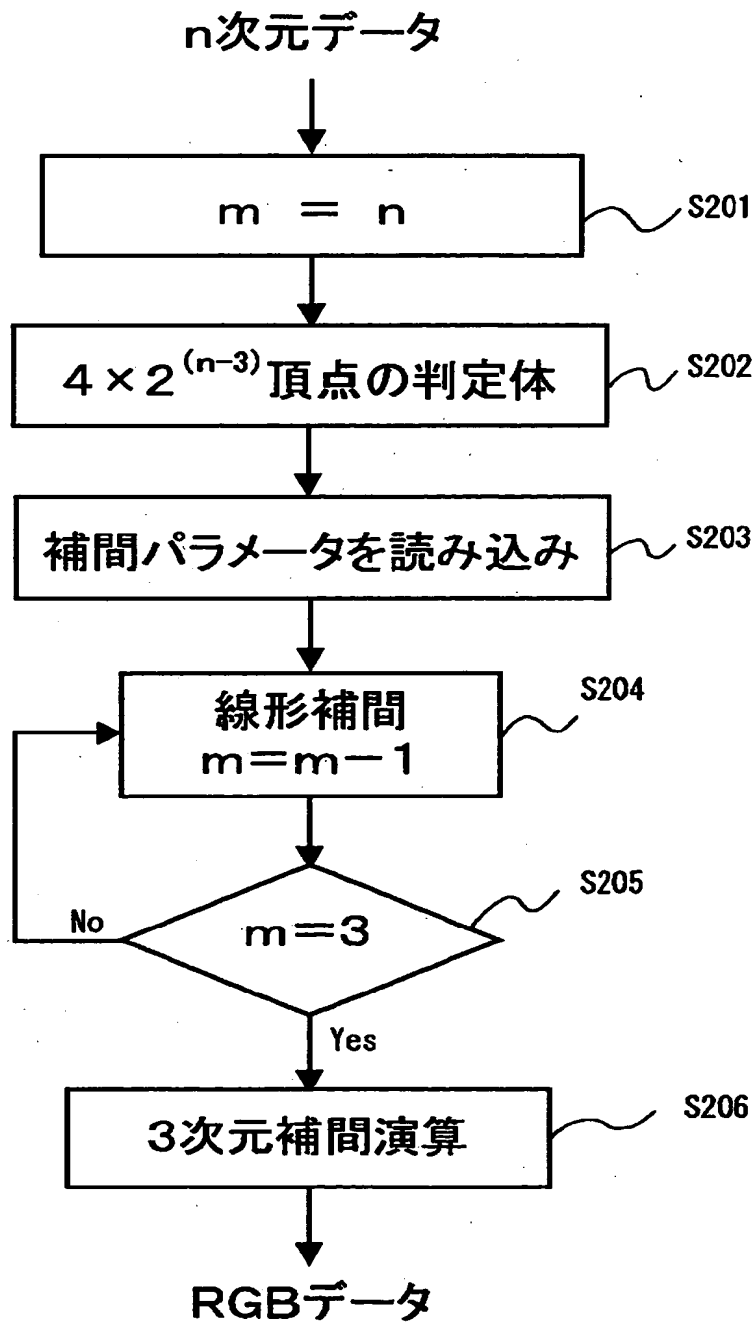 n次元データ
m = n
S201
4×2^(n-3)頂点の判定体
S202
補間パラメータを読み込み
S203
線形補間
m=m-1
S204
m=3
S205
No
Yes
3次元補間演算
S206
RGBデータ